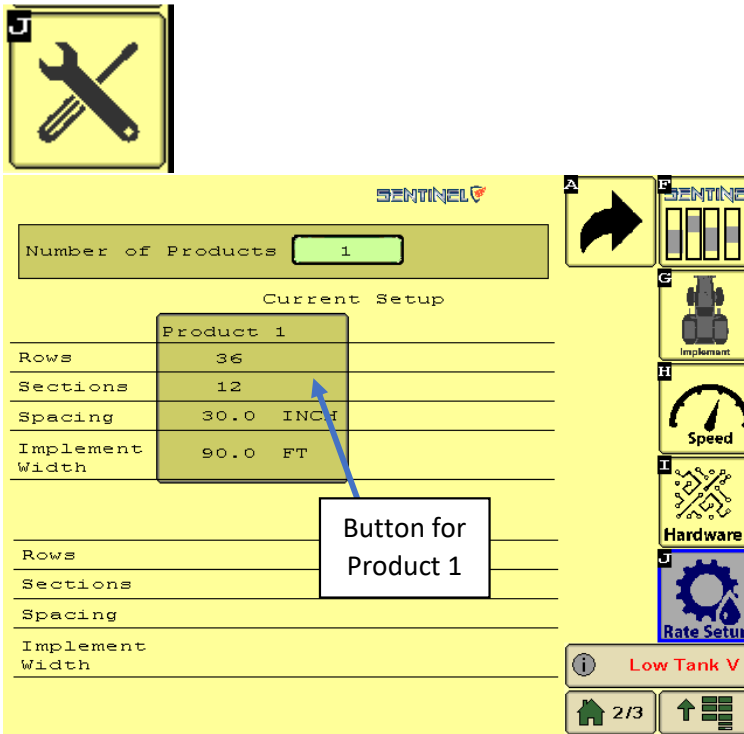 J
SENTINEL
A
F
SENTINE
Number of Products 1
Current Setup
Product 1
Rows 36
Sections 12
Spacing 30.0 INCH
Implement
Width 90.0 FT
Button for
Product 1
Rows
Sections
Spacing
Implement
Width
G
Implement
H
Speed
I
Hardware
J
Rate Setup
i
Low Tank V
2/3